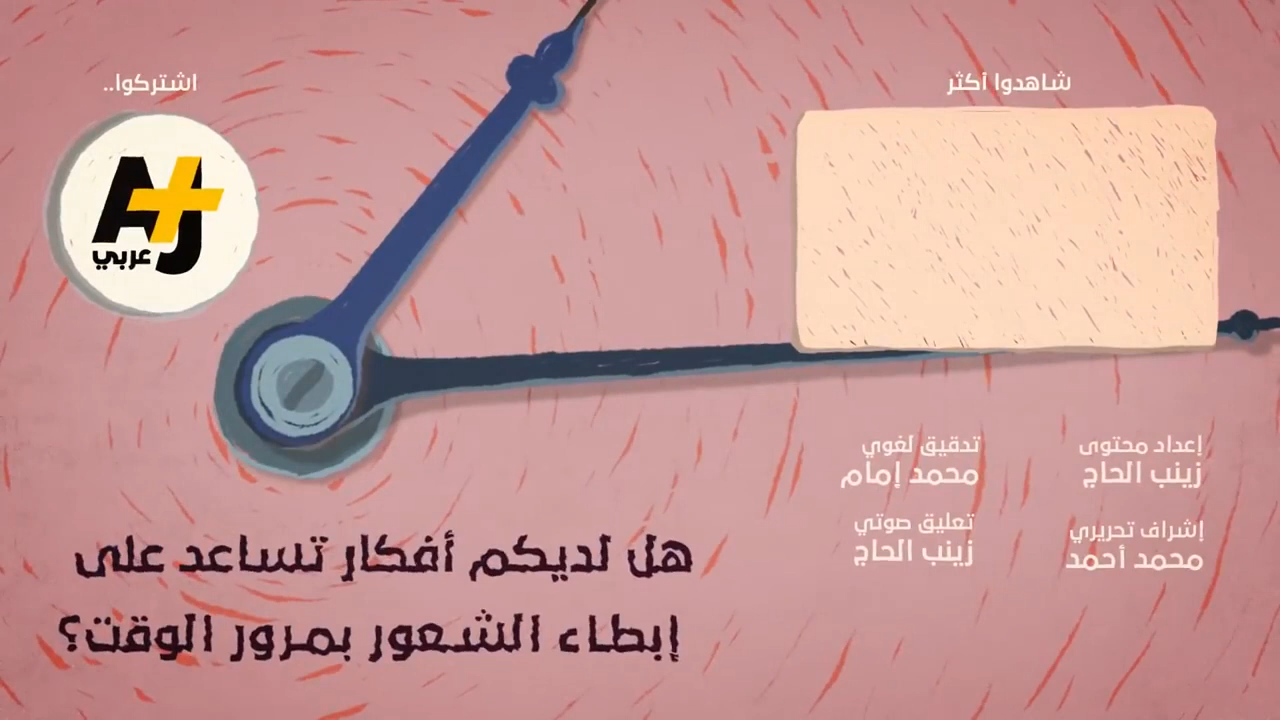 شاهدوا أكثر
اشتركوا..
AJ+
عربي
إعداد محتوى
زينب الحاج
تدقيق لغوي
محمد إمام
إشراف تحريري
محمد أحمد
تعليق صوتي
زينب الحاج
هل لديكم أفكار تساعد على
إبطاء الشعور بمرور الوقت؟